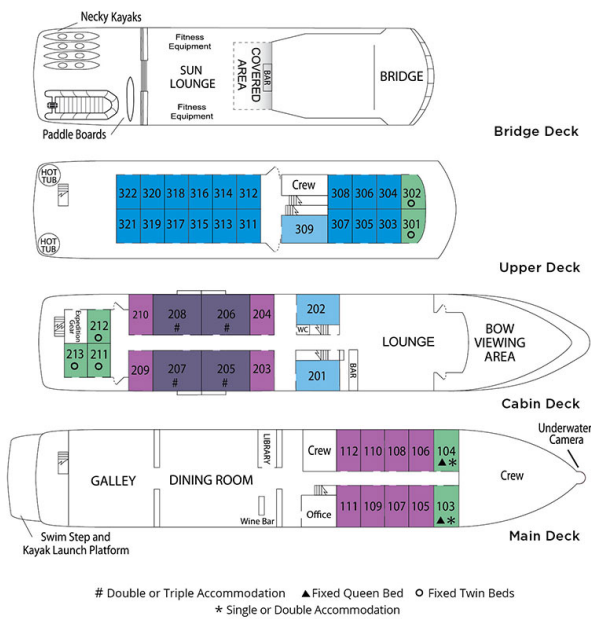 Necky Kayaks
Fitness
Equipment
SUN
LOUNGE
COVERED
AREA
BAR
BRIDGE
Fitness
Equipment
Paddle Boards
Bridge Deck
HOT
TUB
322 320 318 316 314 312
Crew
308 306 304 302
321 319 317 315 313 311
309
307 305 303 301
HOT
TUB
Upper Deck
Expedition
Gear
212
213 211
210 208 206 204
# #
202
WC
LOUNGE
BOW
VIEWING
AREA
209 207 205 203
# #
201
BAR
Cabin Deck
GALLEY
DINING ROOM
LIBRARY
Wine Bar
Crew
Office
112 110 108 106 104
▲*
111 109 107 105 103
▲*
Crew
Underwater
Camera
Swim Step and
Kayak Launch Platform
Main Deck
# Double or Triple Accommodation ▲Fixed Queen Bed O Fixed Twin Beds
* Single or Double Accommodation